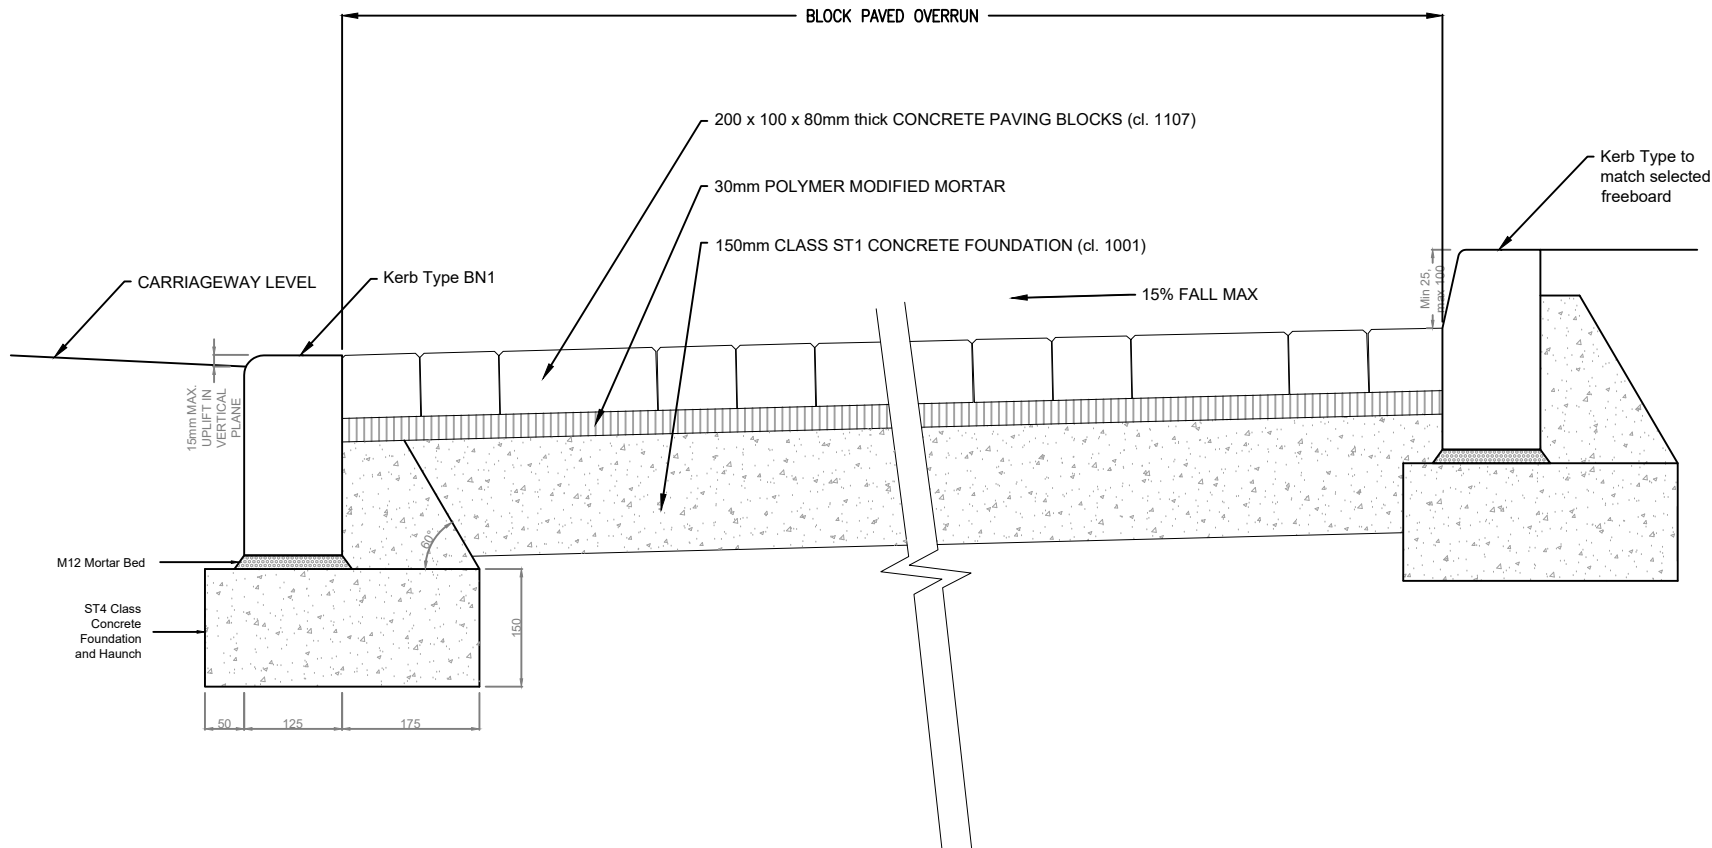 BLOCK PAVED OVERRUN
200 x 100 x 80mm thick CONCRETE PAVING BLOCKS (cl. 1107)
30mm POLYMER MODIFIED MORTAR
150mm CLASS ST1 CONCRETE FOUNDATION (cl. 1001)
Kerb Type to
match selected
freeboard
CARRIAGEWAY LEVEL
Kerb Type BN1
15% FALL MAX
Min 25,
max 100
15mm MAX.
UPLIFT IN
VERTICAL
PLANE
60°
M12 Mortar Bed
ST4 Class
Concrete
Foundation
and Haunch
150
50
125
175